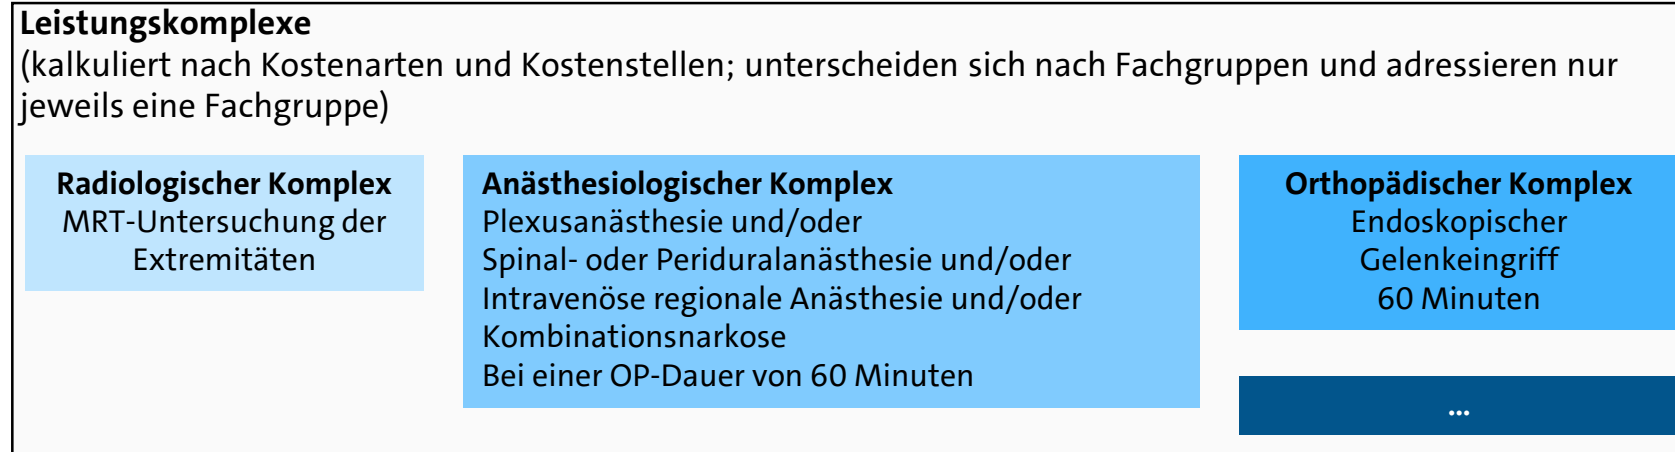 Leistungskomplexe
(kalkuliert nach Kostenarten und Kostenstellen; unterscheiden sich nach Fachgruppen und adressieren nur
jeweils eine Fachgruppe)
Radiologischer Komplex
MRT-Untersuchung der
Extremitäten
Anästhesiologischer Komplex
Plexusanästhesie und/oder
Spinal- oder Periduralanästhesie und/oder
Intravenöse regionale Anästhesie und/oder
Kombinationsnarkose
Bei einer OP-Dauer von 60 Minuten
Orthopädischer Komplex
Endoskopischer
Gelenkeingriff
60 Minuten
...